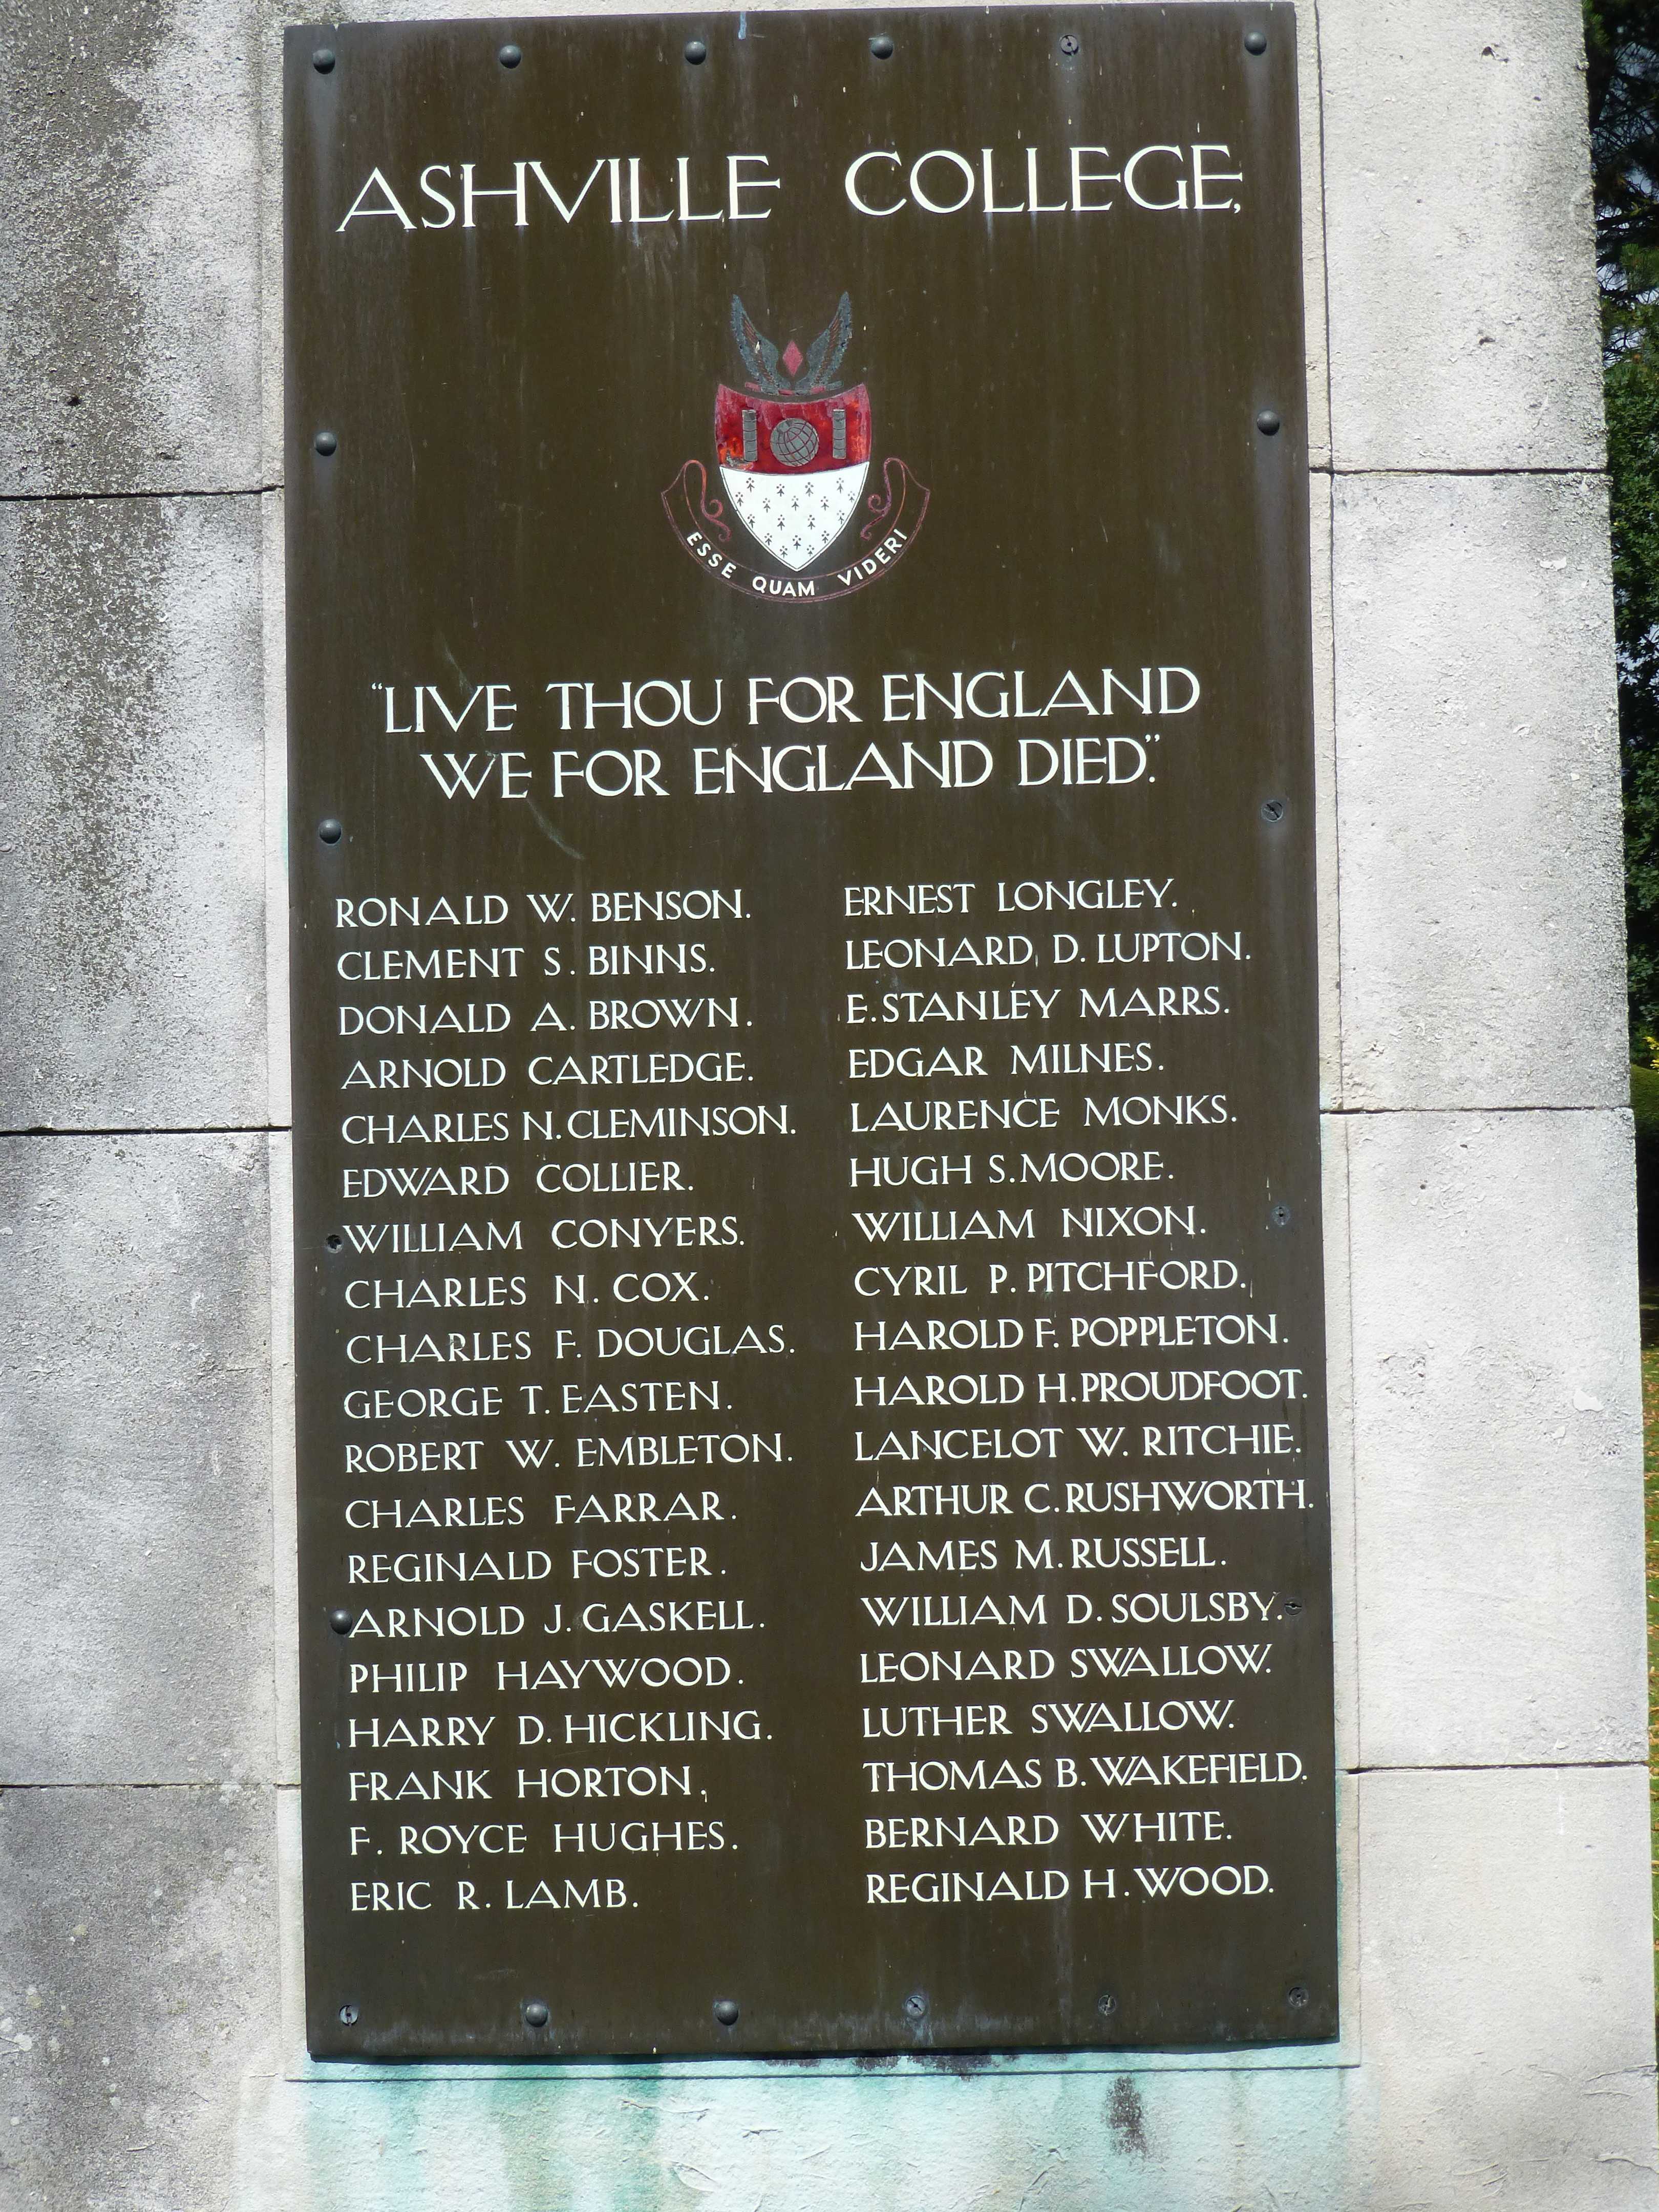 ASHVILLE COLLEGE,
ESSE QUAM VIDERI
"LIVE THOU FOR ENGLAND
WE FOR ENGLAND DIED".
RONALD W. BENSON.
CLEMENT S. BINNS.
DONALD A. BROWN.
ARNOLD CARTLEDGE.
CHARLES N. CLEMINSON.
EDWARD COLLIER.
WILLIAM CONYERS.
CHARLES N. COX.
CHARLES F. DOUGLAS.
GEORGE T. EASTEN.
ROBERT W. EMBLETON.
CHARLES FARRAR.
REGINALD FOSTER.
ARNOLD J. GASKELL.
PHILIP HAYWOOD.
HARRY D. HICKLING.
FRANK HORTON.
F. ROYCE HUGHES.
ERIC R. LAMB.
ERNEST LONGLEY.
LEONARD D. LUPTON.
E. STANLEY MARRS.
EDGAR MILNES.
LAURENCE MONKS.
HUGH S. MOORE.
WILLIAM NIXON.
CYRIL P. PITCHFORD.
HAROLD F. POPPLETON.
HAROLD H. PROUDFOOT.
LANCELOT W. RITCHIE.
ARTHUR C. RUSHWORTH.
JAMES M. RUSSELL.
WILLIAM D. SOULSBY.
LEONARD SWALLOW.
LUTHER SWALLOW.
THOMAS B. WAKEFIELD.
BERNARD WHITE.
REGINALD H. WOOD.